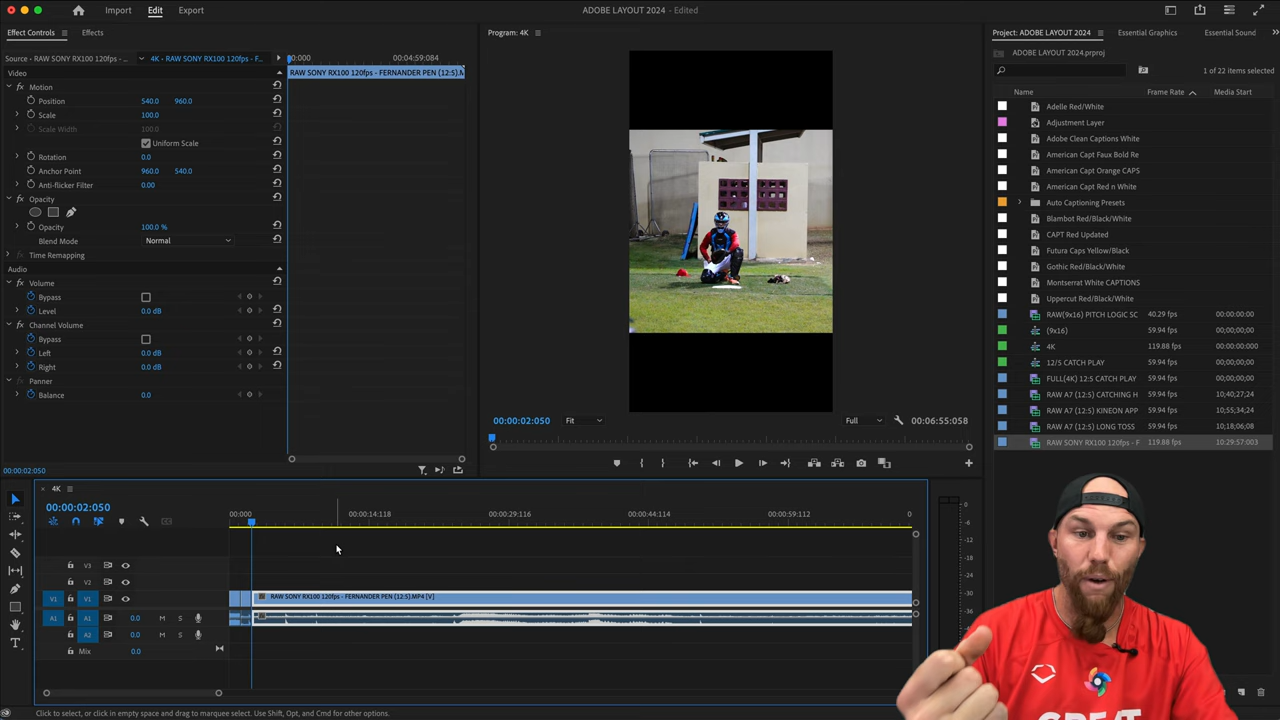 Import Edit Export ADOBE LAYOUT 2024 - Edited
Effect Controls Effects
Source - RAW SONY RX100 120fps - ... 4K - RAW SONY RX100 120fps - F...
:00:000 00:04:59:084
RAW SONY RX100 120fps - FERNANDER PEN (12:5).M
Video
fx Motion
Position 540.0 960.0
Scale 100.0
Scale Width 100.0
Uniform Scale
Rotation 0.0
Anchor Point 960.0 540.0
Anti-flicker Filter 0.00
fx Opacity
Opacity 100.0 %
Blend Mode Normal
Time Remapping
Audio
fx Volume
Bypass
Level 0.0 dB
fx Channel Volume
Bypass
Left 0.0 dB
Right 0.0 dB
fx Panner
Balance 0.0
00:00:02:050
Program: 4K
00:00:02:050 Fit Full 00:06:55:058
Project: ADOBE LAYOUT 2024 Essential Graphics Essential Sound
ADOBE LAYOUT 2024.prproj
1 of 22 items selected
Name Frame Rate Media Start
Adelle Red/White
Adjustment Layer
Adobe Clean Captions White
American Capt Faux Bold Re
American Capt Orange CAPS
American Capt Red n White
Auto Captioning Presets
Blambot Red/Black/White
CAPT Red Updated
Futura Caps Yellow/Black
Gothic Red/Black/White
Montserrat White CAPTIONS
Uppercut Red/Black/White
RAW(9x16) PITCH LOGIC SC 40.29 fps 00:00:00:00
(9x16) 59.94 fps 00;00;00;00
4K 119.88 fps 00:00:00:000
12/5 CATCH PLAY 59.94 fps 00;00;00;00
FULL(4K) 12:5 CATCH PLAY 59.94 fps 00;00;00;00
RAW A7 (12:5) CATCHING H 59.94 fps 10;40;27;24
RAW A7 (12:5) KINEON APP 59.94 fps 10;55;34;24
RAW A7 (12:5) LONG TOSS 59.94 fps 10;18;06;08
RAW SONY RX100 120fps - F 119.88 fps 10:29:57:003
4K
00:00:02:050
:00:00 00:00:14:118 00:00:29:116 00:00:44:114 00:00:59:112 0
V3
V2
V1 V1 RAW SONY RX100 120fps - FERNANDER PEN (12:5).MP4 [V]
A1 A1 0.0 M S
A2 0.0 M S
Mix 0.0
0
-6
-12
-18
-24
-30
-36
Click to select, or click in empty space and drag to marquee select. Use Shift, Opt, and Cmd for other options.
GREAT